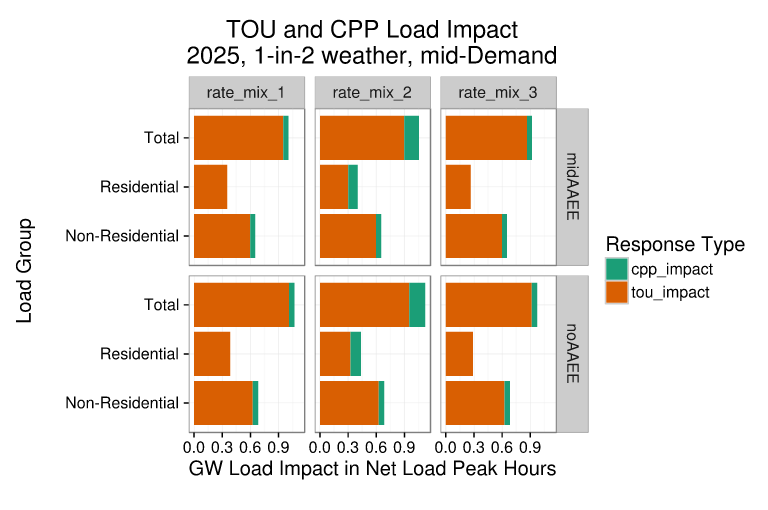 TOU and CPP Load Impact
2025, 1-in-2 weather, mid-Demand
rate_mix_1 rate_mix_2 rate_mix_3
Total
Residential
Non-Residential
midAAEE
Total
Residential
Non-Residential
noAAEE
Load Group
0.0 0.3 0.6 0.9 0.0 0.3 0.6 0.9 0.0 0.3 0.6 0.9
GW Load Impact in Net Load Peak Hours
Response Type
cpp_impact
tou_impact